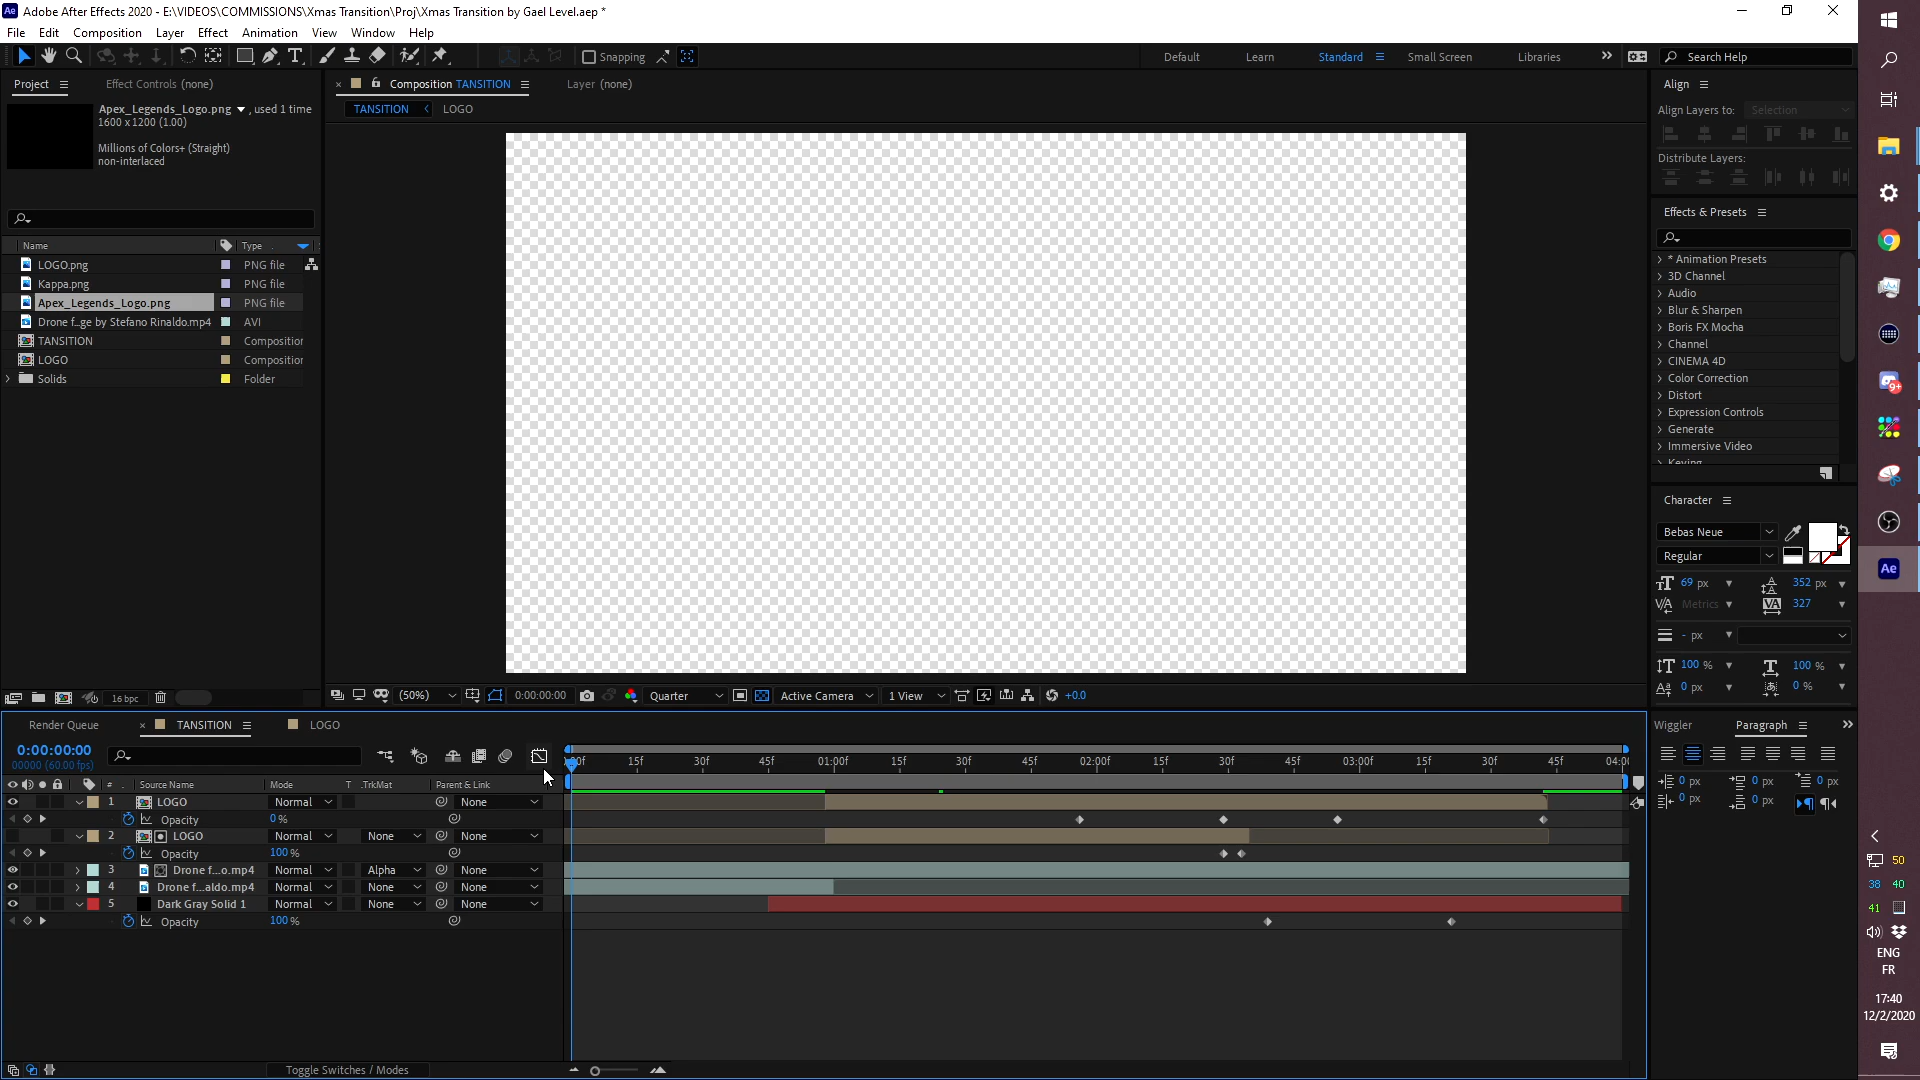 Adobe After Effects 2020 - E:\VIDEOS\COMMISSIONS\Xmas Transition\Proj\Xmas Transition by Gael Level.aep *
File Edit Composition Layer Effect Animation View Window Help
Snapping
Default Learn Standard Small Screen Libraries
Search Help
Project
Effect Controls (none)
Apex_Legends_Logo.png , used 1 time
1600 x 1200 (1.00)
Millions of Colors+ (Straight)
non-interlaced
Name Type
LOGO.png PNG file
Kappa.png PNG file
Apex_Legends_Logo.png PNG file
Drone f...ge by Stefano Rinaldo.mp4 AVI
TANSITION Composition
LOGO Composition
Solids Folder
16 bpc
Composition TANSITION
Layer (none)
TANSITION LOGO
(50%) 0:00:00:00 Quarter Active Camera 1 View +0.0
Align
Align Layers to: Selection
Distribute Layers:
Effects & Presets
* Animation Presets
3D Channel
Audio
Blur & Sharpen
Boris FX Mocha
Channel
CINEMA 4D
Color Correction
Distort
Expression Controls
Generate
Immersive Video
Keying
Character
Bebas Neue
Regular
69 px 352 px
Metrics 327
- px
100 % 100 %
0 px 0 %
Wiggler Paragraph
0 px 0 px 0 px
0 px 0 px
Render Queue TANSITION LOGO
0:00:00:00
00000 (60.00 fps)
:00f 15f 30f 45f 01:00f 15f 30f 45f 02:00f 15f 30f 45f 03:00f 15f 30f 45f 04:0
# Source Name Mode T .TrkMat Parent & Link
1 LOGO Normal None
Opacity 0 %
2 LOGO Normal None None
Opacity 100 %
3 Drone f...o.mp4 Normal Alpha None
4 Drone f...aldo.mp4 Normal None None
5 Dark Gray Solid 1 Normal None None
Opacity 100 %
Toggle Switches / Modes
9+
Ae
50
38 40
41
ENG
FR
17:40
12/2/2020